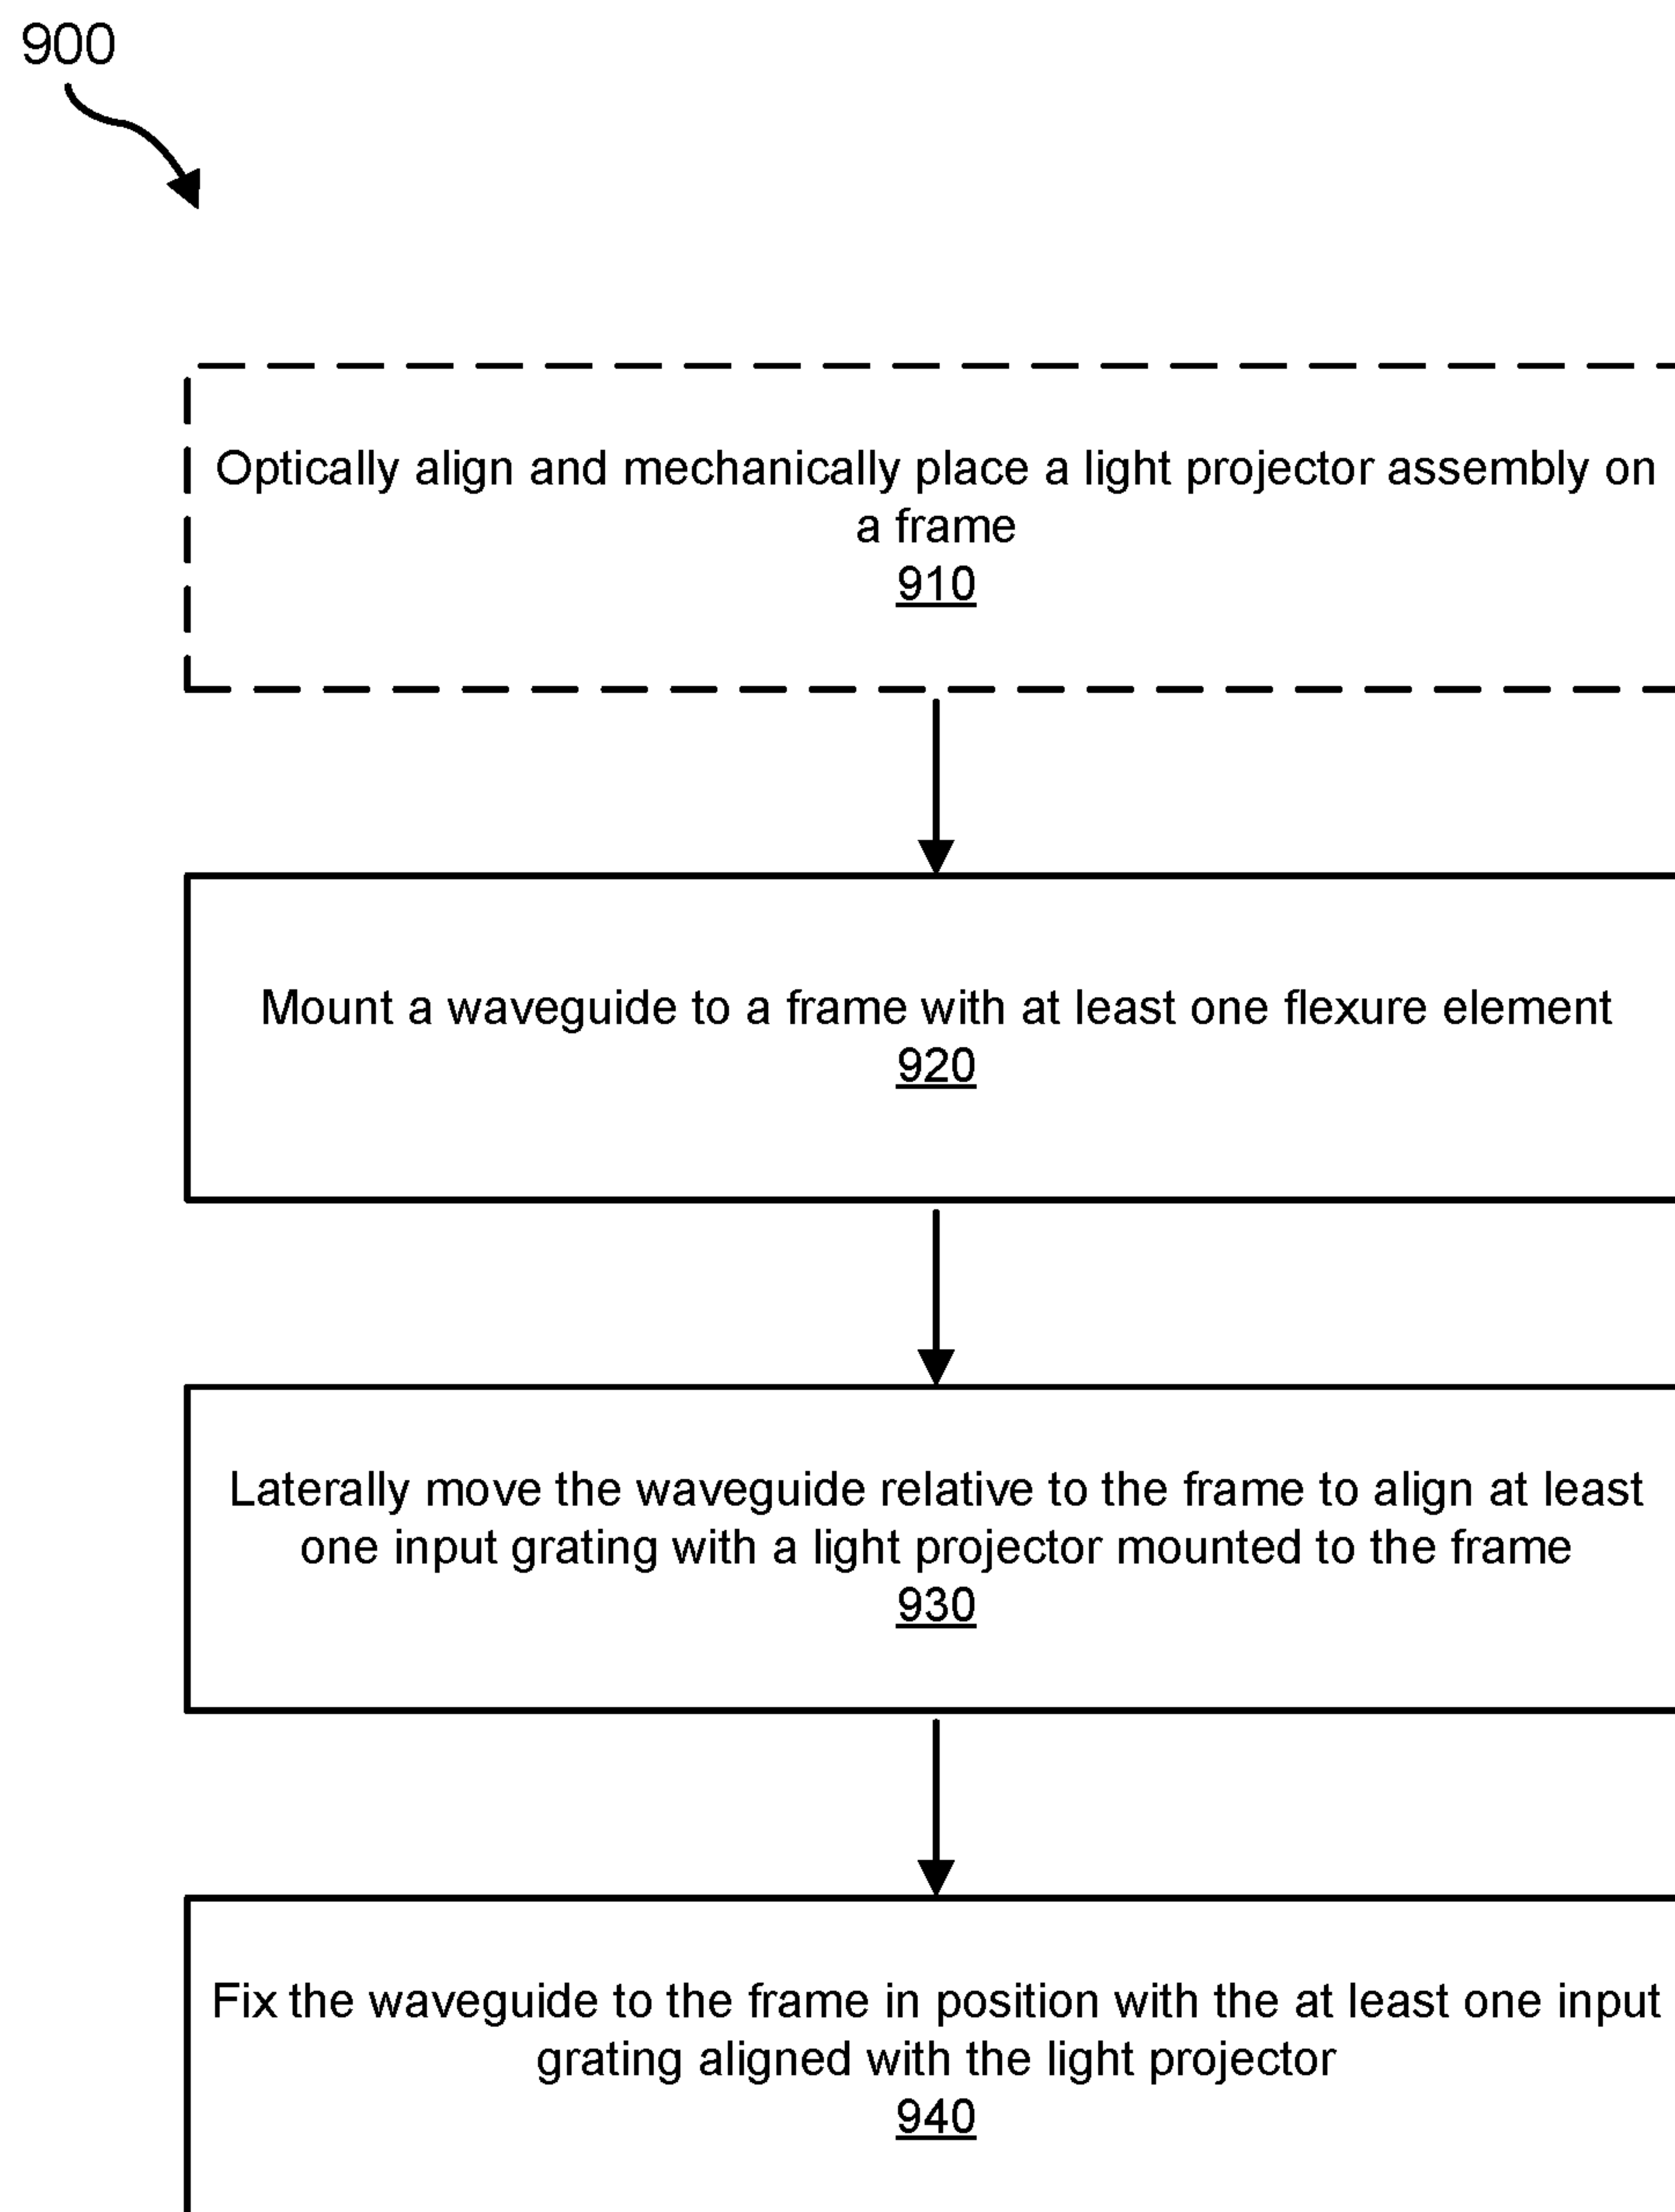 900
Optically align and mechanically place a light projector assembly on
a frame
910
Mount a waveguide to a frame with at least one flexure element
920
Laterally move the waveguide relative to the frame to align at least
one input grating with a light projector mounted to the frame
930
Fix the waveguide to the frame in position with the at least one input
grating aligned with the light projector
940